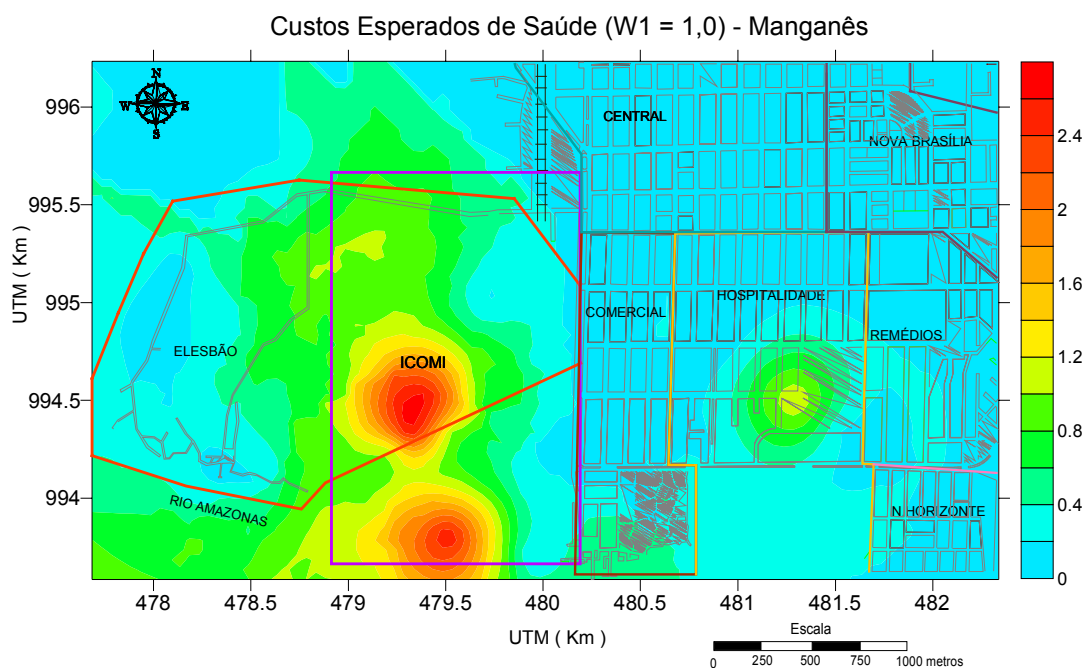 Custos Esperados de Saúde (W1 = 1,0) - Manganês
N
W E
S
CENTRAL
NOVA BRASÍLIA
HOSPITALIDADE
COMERCIAL
REMÉDIOS
ELESBÃO
ICOMI
RIO AMAZONAS
N.HORIZONTE
996
995.5
995
994.5
994
UTM ( Km )
478 478.5 479 479.5 480 480.5 481 481.5 482
UTM ( Km )
2.4
2
1.6
1.2
0.8
0.4
0
Escala
0 250 500 750 1000 metros